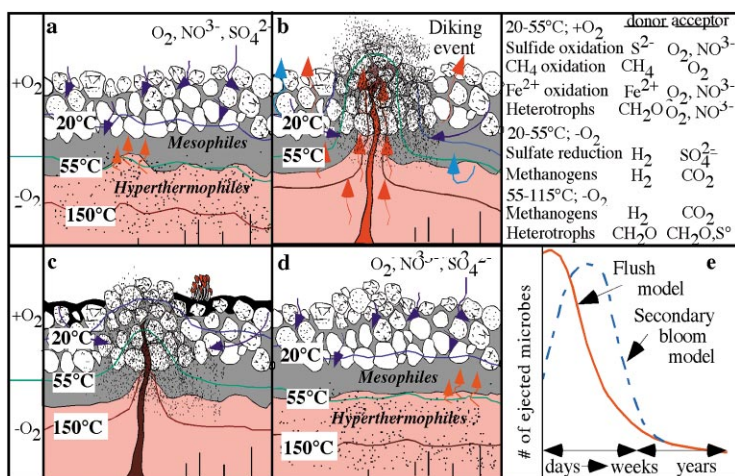 a
O₂, NO³⁻, SO₄²⁻
+O₂
20°C
Mesophiles
55°C
Hyperthermophiles
-O₂
150°C
b
Diking
event
20°C
55°C
150°C
donor acceptor
20-55°C; +O₂
Sulfide oxidation S²⁻ O₂, NO³⁻
CH₄ oxidation CH₄ O₂
Fe²⁺ oxidation Fe²⁺ O₂, NO³⁻
Heterotrophs CH₂O O₂, NO³⁻
20-55°C; -O₂
Sulfate reduction H₂ SO₄²⁻
Methanogens H₂ CO₂
55-115°C; -O₂
Methanogens H₂ CO₂
Heterotrophs CH₂O CH₂O,S°
c
+O₂
20°C
55°C
-O₂
150°C
d
O₂, NO³⁻, SO₄²⁻
20°C
Mesophiles
55°C
Hyperthermophiles
150°C
e
Flush
model
Secondary
bloom
model
# of ejected microbes
days weeks years